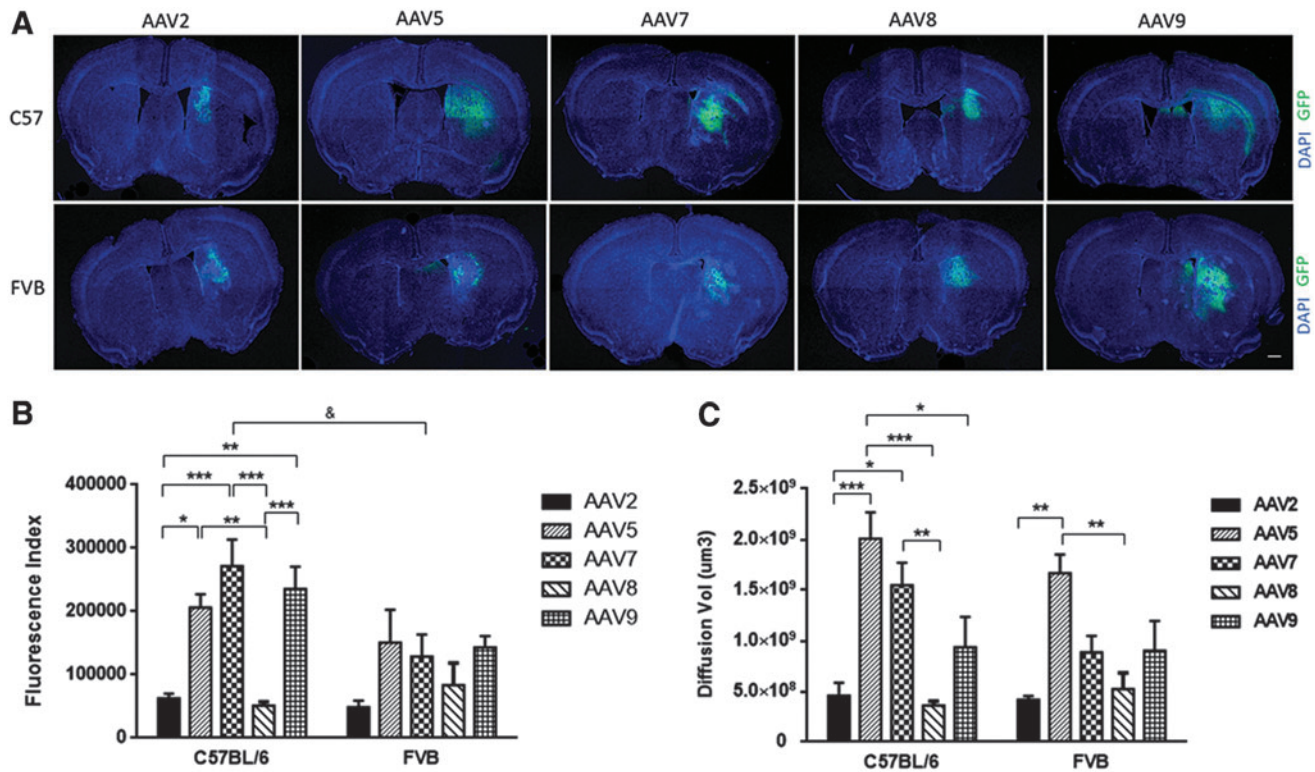 A
AAV2 AAV5 AAV7 AAV8 AAV9
C57
DAPI GFP
FVB
DAPI GFP
B
&
**
*** *** ***
* **
Fluorescence Index
400000
300000
200000
100000
0
C57BL/6 FVB
AAV2
AAV5
AAV7
AAV8
AAV9
C
*
***
*
*** ** **
**
Diffusion Vol (um3)
2.5×10⁹
2.0×10⁹
1.5×10⁹
1.0×10⁹
5.0×10⁸
0
C57BL/6 FVB
AAV2
AAV5
AAV7
AAV8
AAV9